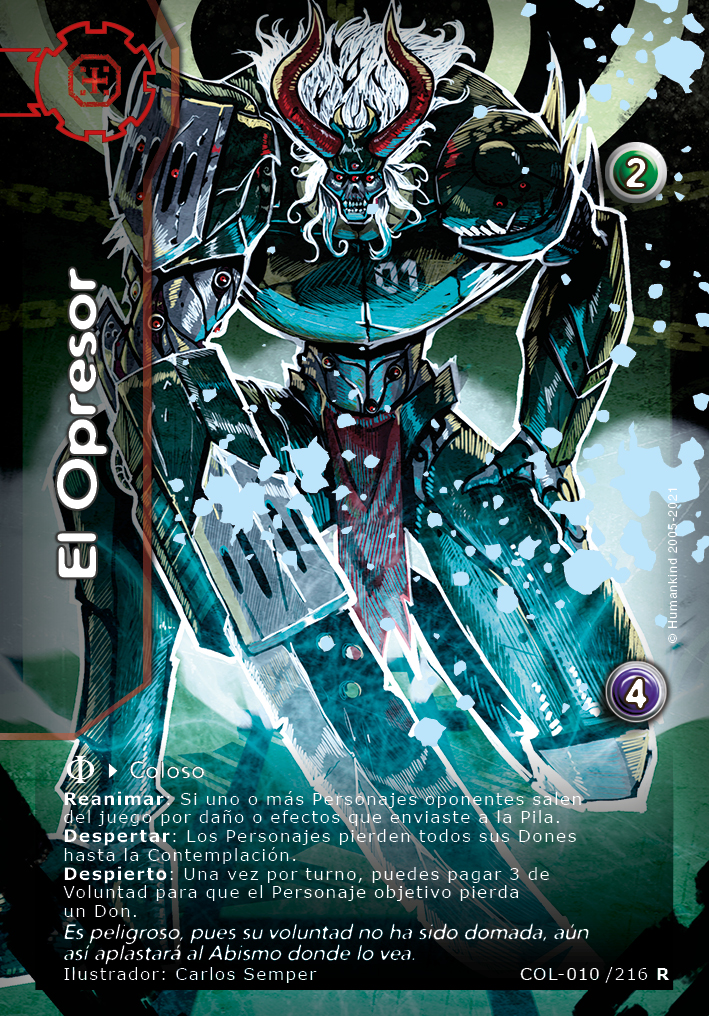 El Opresor
2
01
© Humankind 2005-2021
4
Φ ▸ Coloso
Reanimar: Si uno o más Personajes oponentes salen
del juego por daño o efectos que enviaste a la Pila.
Despertar: Los Personajes pierden todos sus Dones
hasta la Contemplación.
Despierto: Una vez por turno, puedes pagar 3 de
Voluntad para que el Personaje objetivo pierda
un Don.
Es peligroso, pues su voluntad no ha sido domada, aún
así aplastará al Abismo donde lo vea.
Ilustrador: Carlos Semper COL-010 /216 R